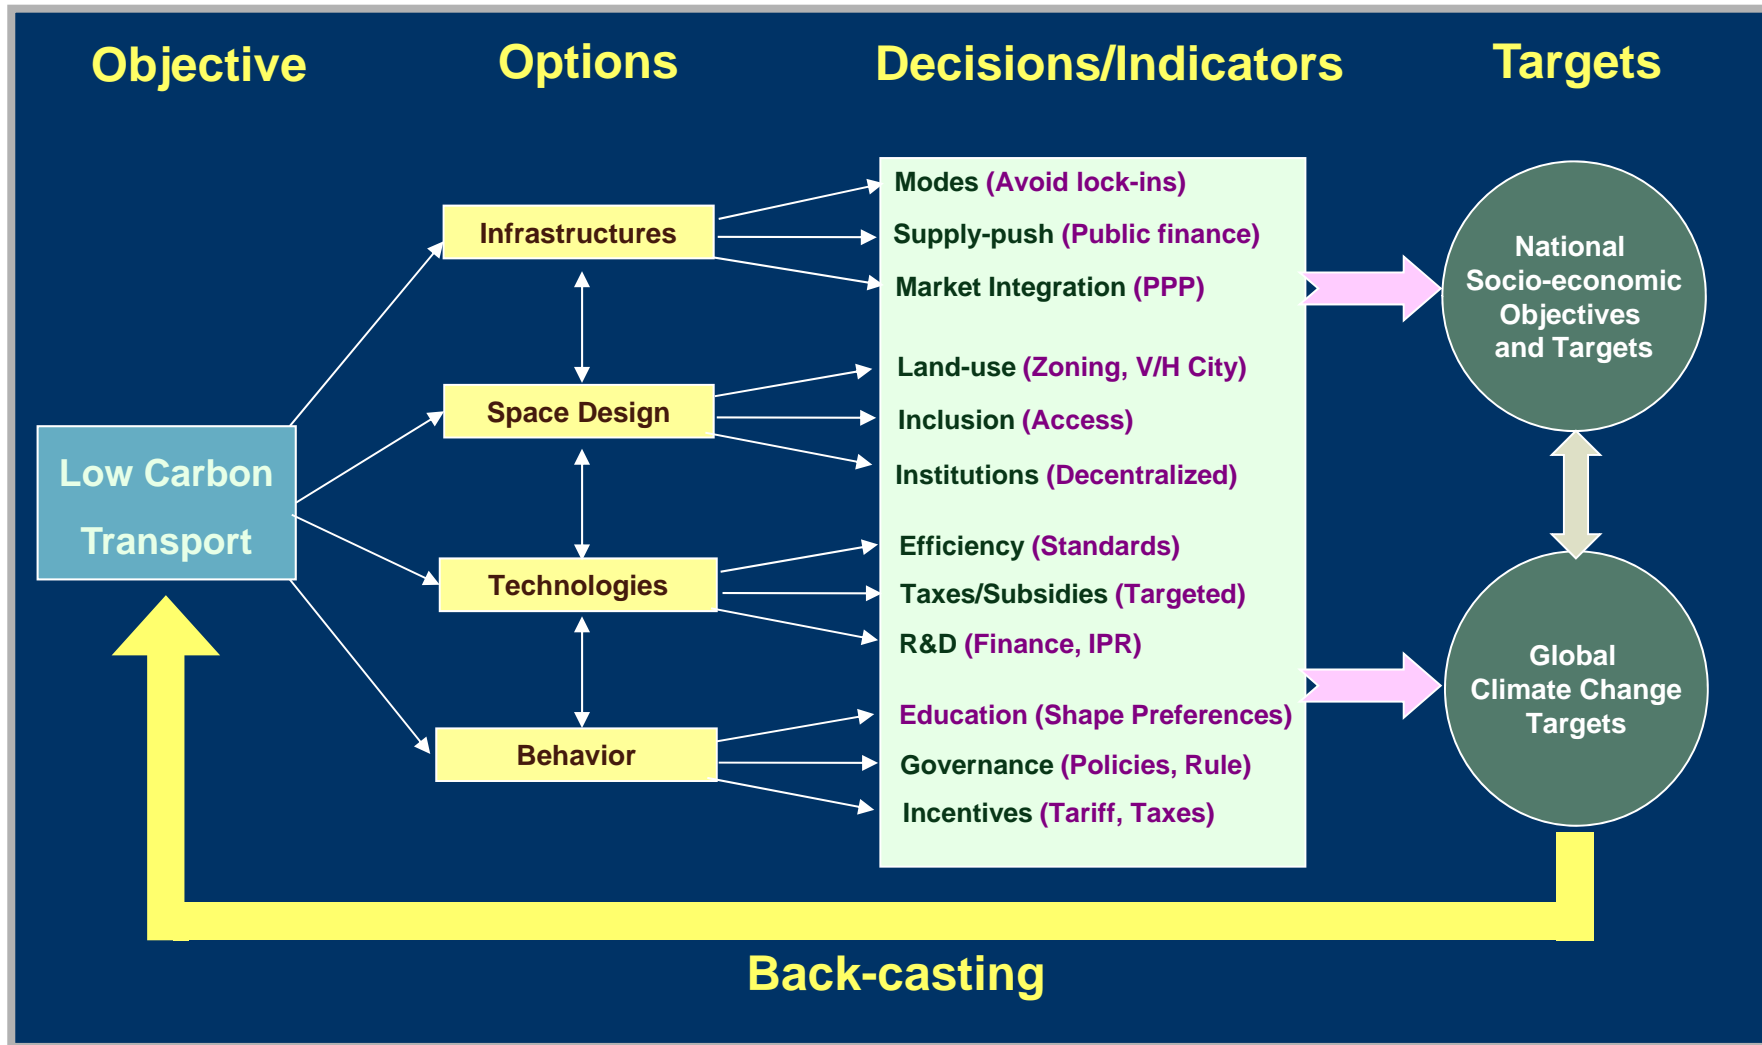 Objective
Options
Decisions/Indicators
Targets
Low Carbon
Transport
Infrastructures
Space Design
Technologies
Behavior
Modes (Avoid lock-ins)
Supply-push (Public finance)
Market Integration (PPP)
Land-use (Zoning, V/H City)
Inclusion (Access)
Institutions (Decentralized)
Efficiency (Standards)
Taxes/Subsidies (Targeted)
R&D (Finance, IPR)
Education (Shape Preferences)
Governance (Policies, Rule)
Incentives (Tariff, Taxes)
National
Socio-economic
Objectives
and Targets
Global
Climate Change
Targets
Back-casting